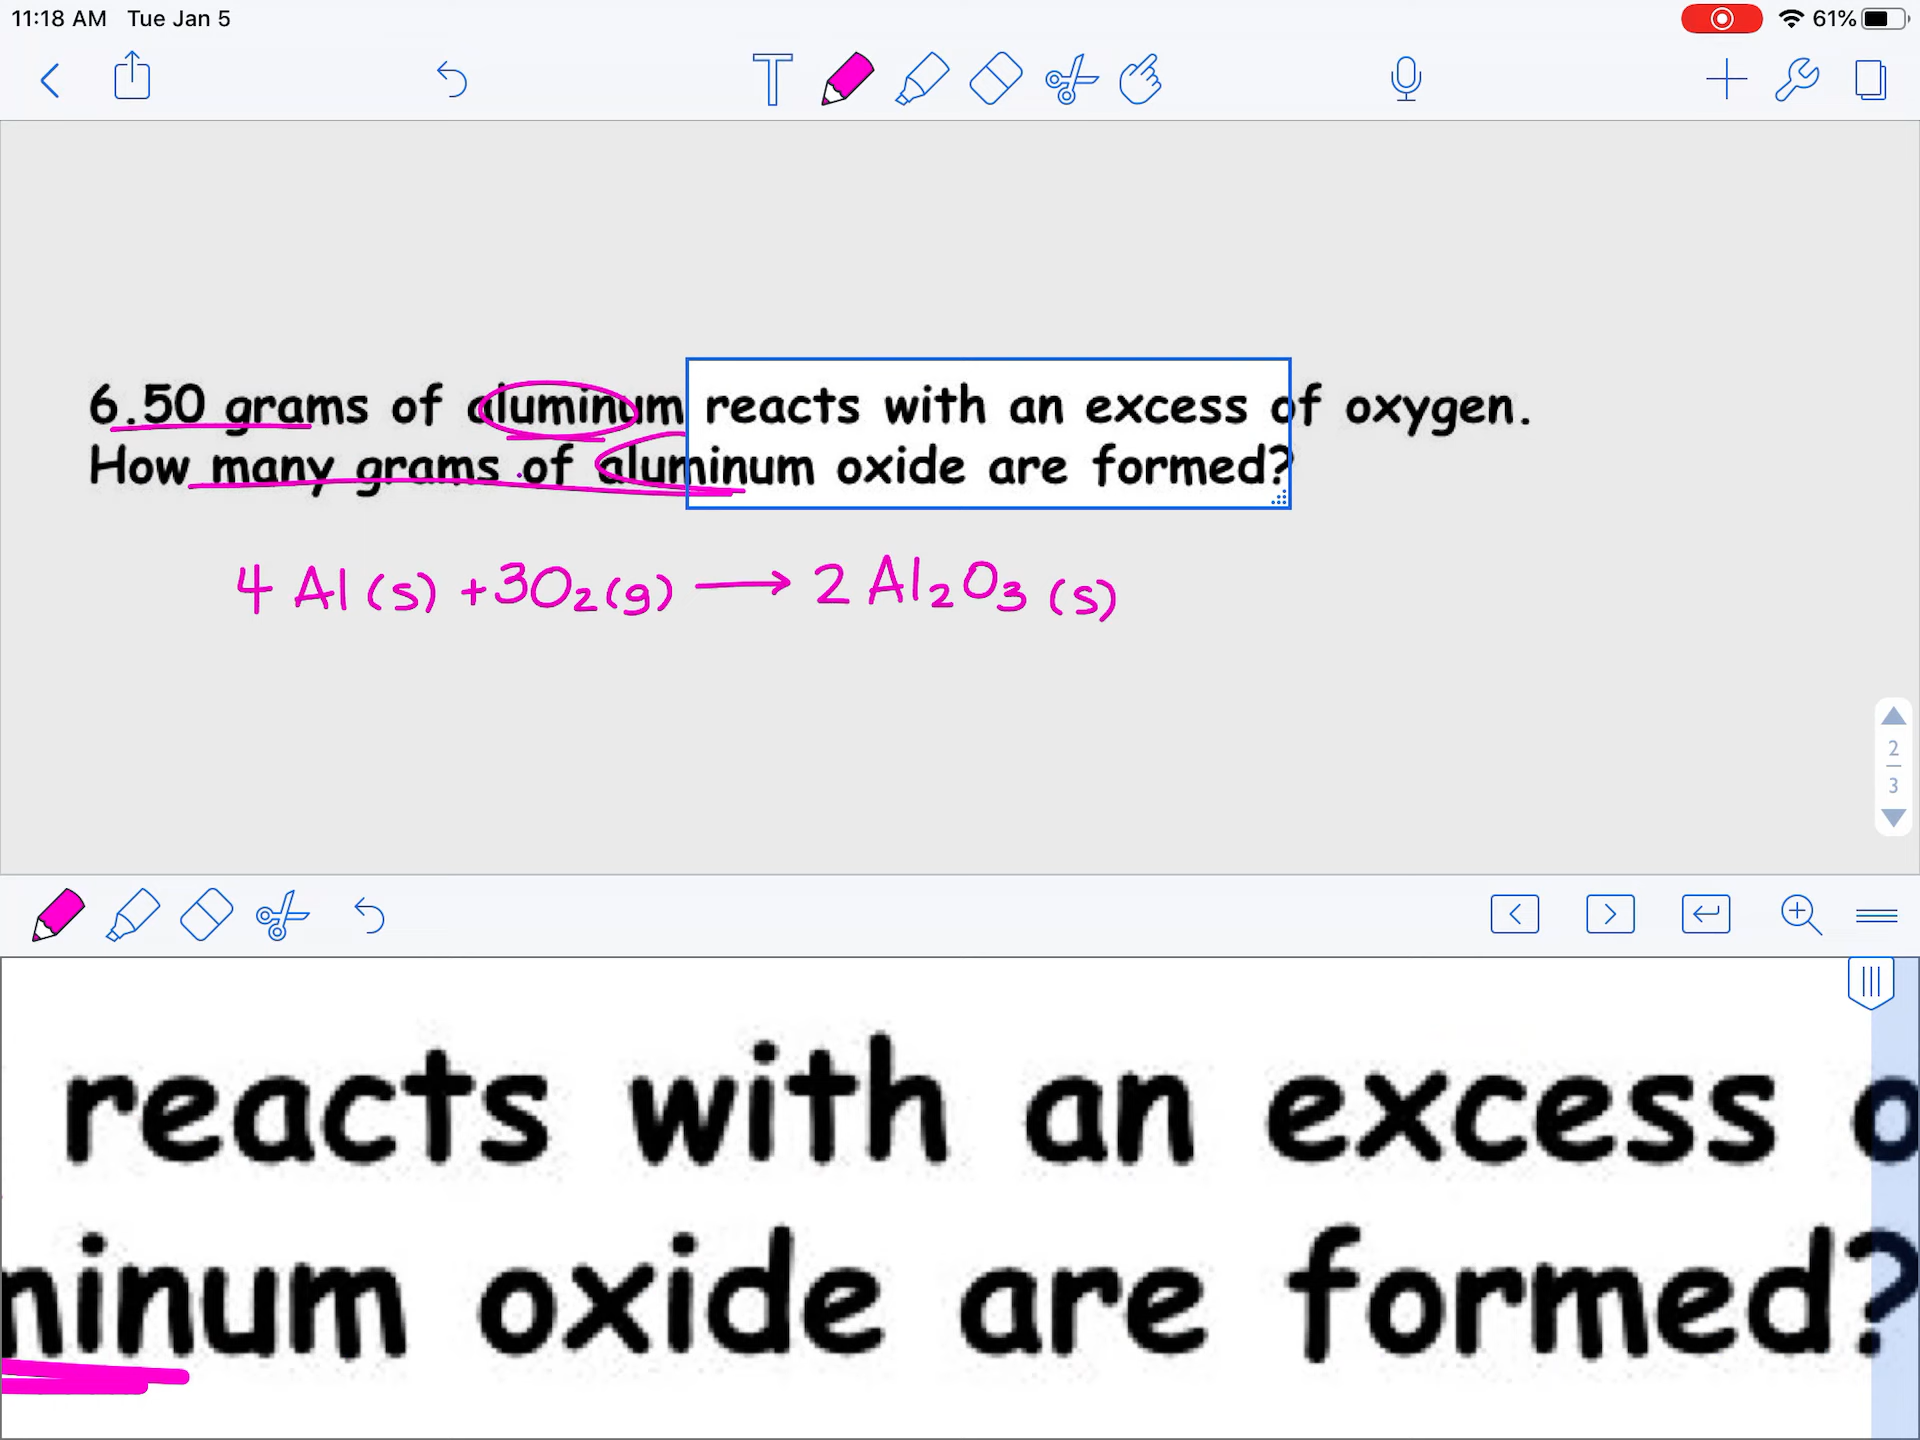 11:18 AM Tue Jan 5
61%
T
6.50 grams of aluminum reacts with an excess of oxygen.
How many grams of aluminum oxide are formed?
4 Al (s) + 3O₂ (g) → 2 Al₂O₃ (s)
2
3
reacts with an excess o
ninum oxide are formed?